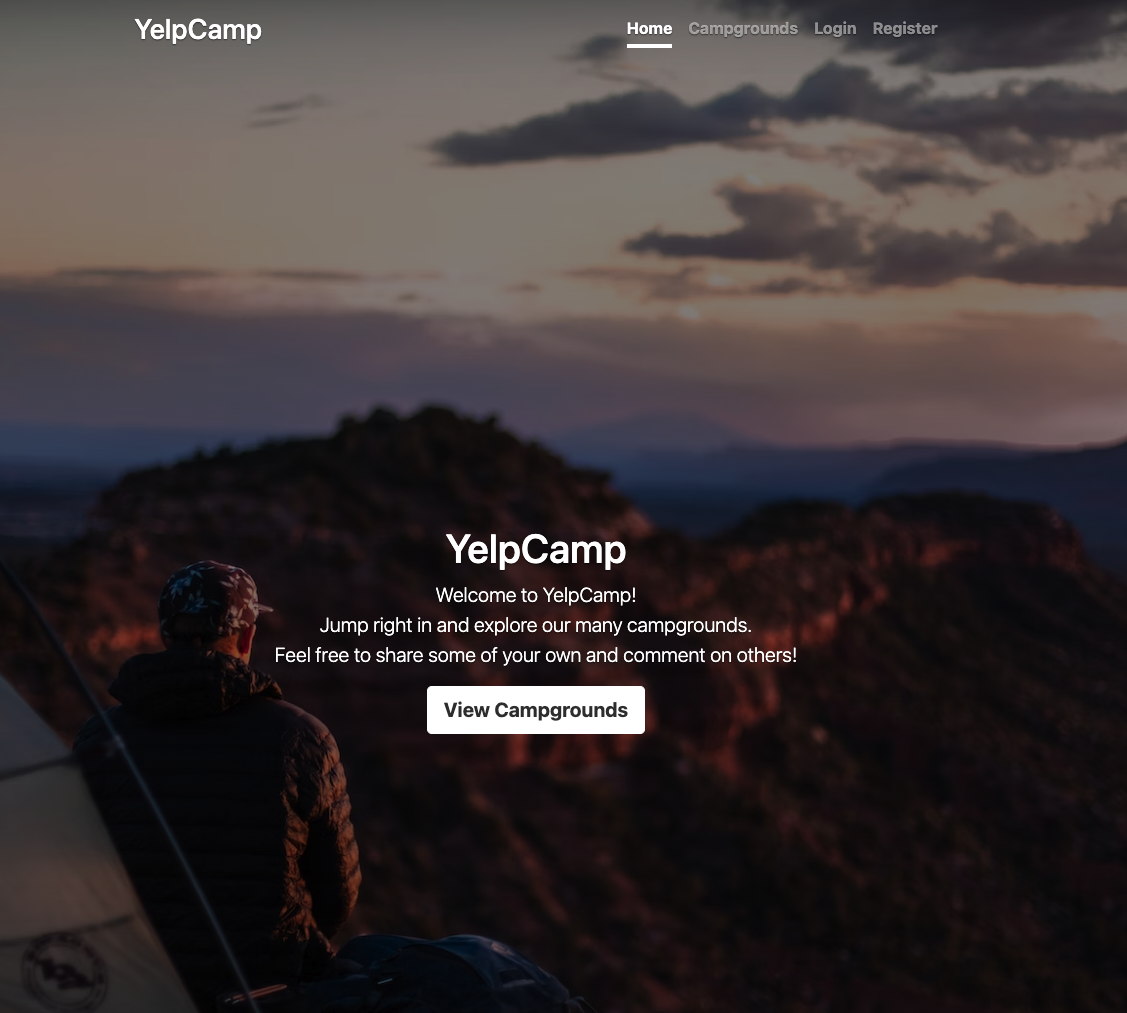 YelpCamp
Home Campgrounds Login Register
YelpCamp
Welcome to YelpCamp!
Jump right in and explore our many campgrounds.
Feel free to share some of your own and comment on others!
View Campgrounds